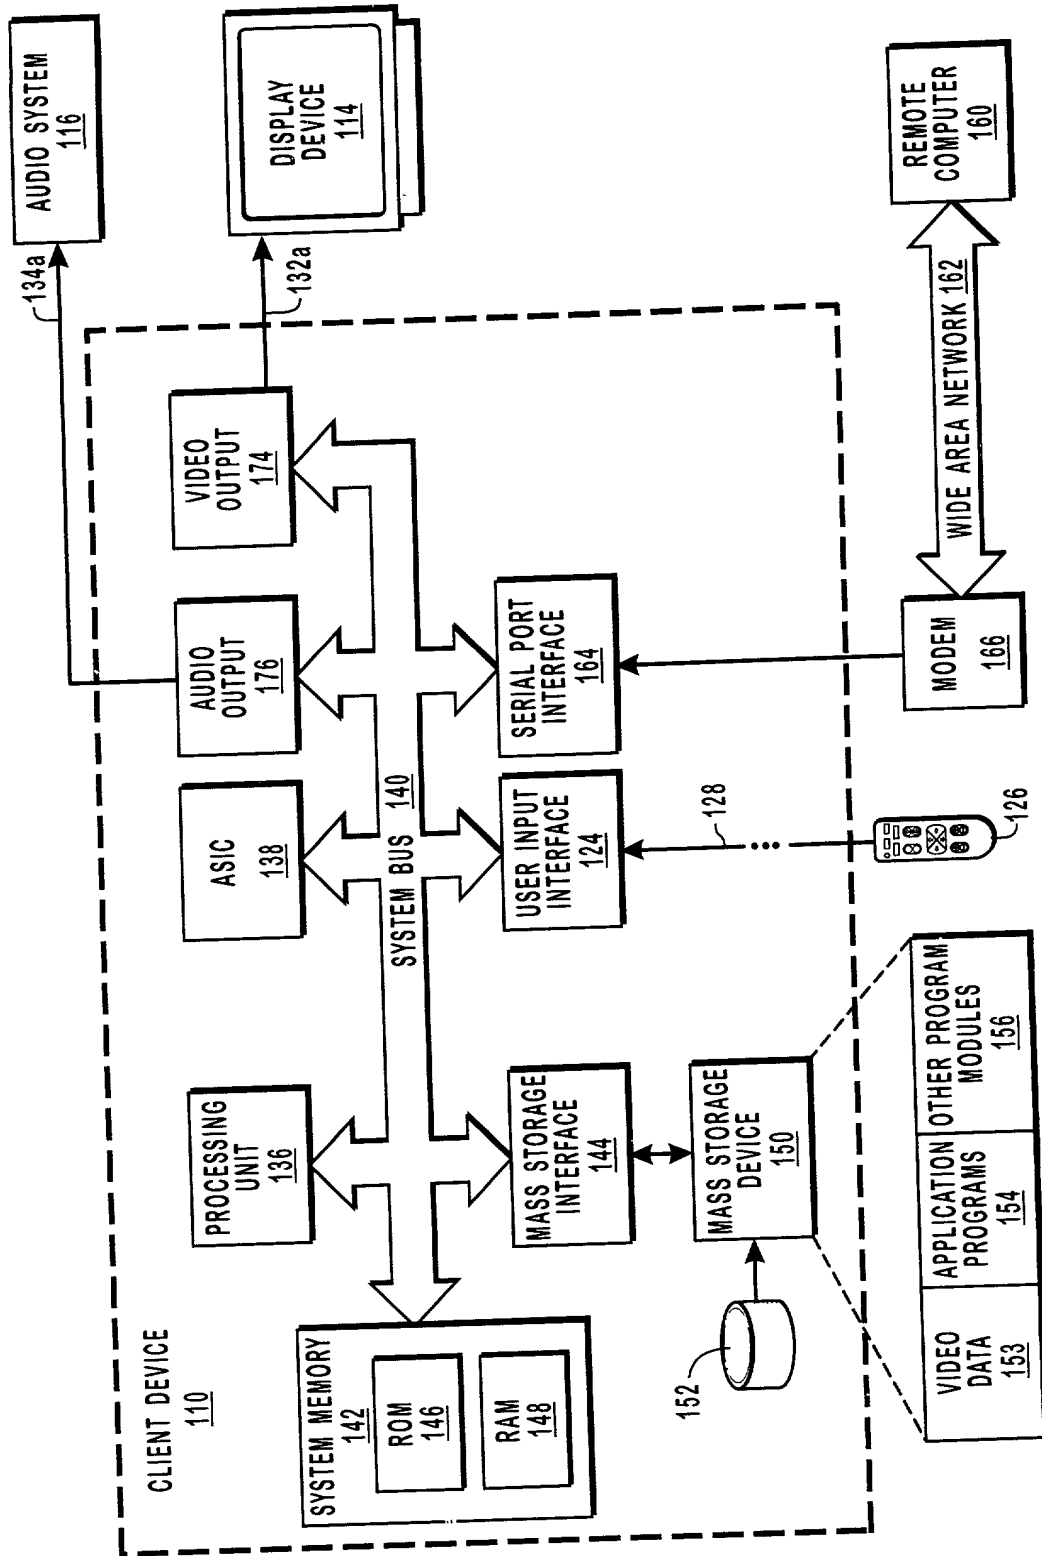 CLIENT DEVICE
110
SYSTEM MEMORY
142
ROM
146
RAM
148
PROCESSING
UNIT
136
ASIC
138
AUDIO
OUTPUT
176
VIDEO
OUTPUT
174
134a
AUDIO SYSTEM
116
132a
DISPLAY
DEVICE
114
SYSTEM BUS 140
MASS STORAGE
INTERFACE
144
USER INPUT
INTERFACE
124
SERIAL PORT
INTERFACE
164
152
MASS STORAGE
DEVICE
150
128
126
MODEM
166
WIDE AREA NETWORK 162
REMOTE
COMPUTER
160
VIDEO
DATA
153
APPLICATION
PROGRAMS
154
OTHER PROGRAM
MODULES
156